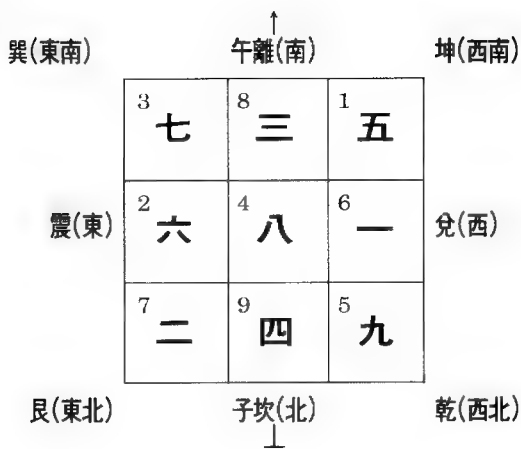 巽(東南) 午離(南) 坤(西南)
3 七 8 三 1 五
震(東) 2 六 4 八 6 一 兌(西)
7 二 9 四 5 九
艮(東北) 子坎(北) 乾(西北)